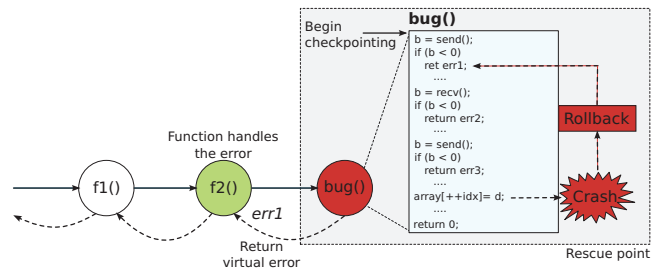 Begin
checkpointing
bug()
b = send();
if (b < 0)
ret err1;
....
b = recv();
if (b < 0)
return err2;
....
b = send();
if (b < 0)
return err3;
array[++idx]= d;
....
return 0;
Rollback
Crash
Function handles
the error
f1()
f2()
bug()
err1
Return
virtual error
Rescue point